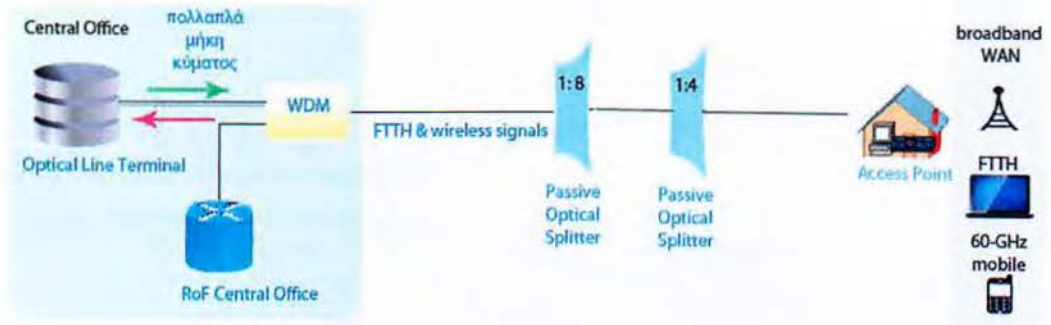 Central Office
πολλαπλά
μήκη
κύματος
Optical Line Terminal
WDM
RoF Central Office
FTTH & wireless signals
1:8
Passive
Optical
Splitter
1:4
Passive
Optical
Splitter
Access Point
broadband
WAN
FTTH
60-GHz
mobile